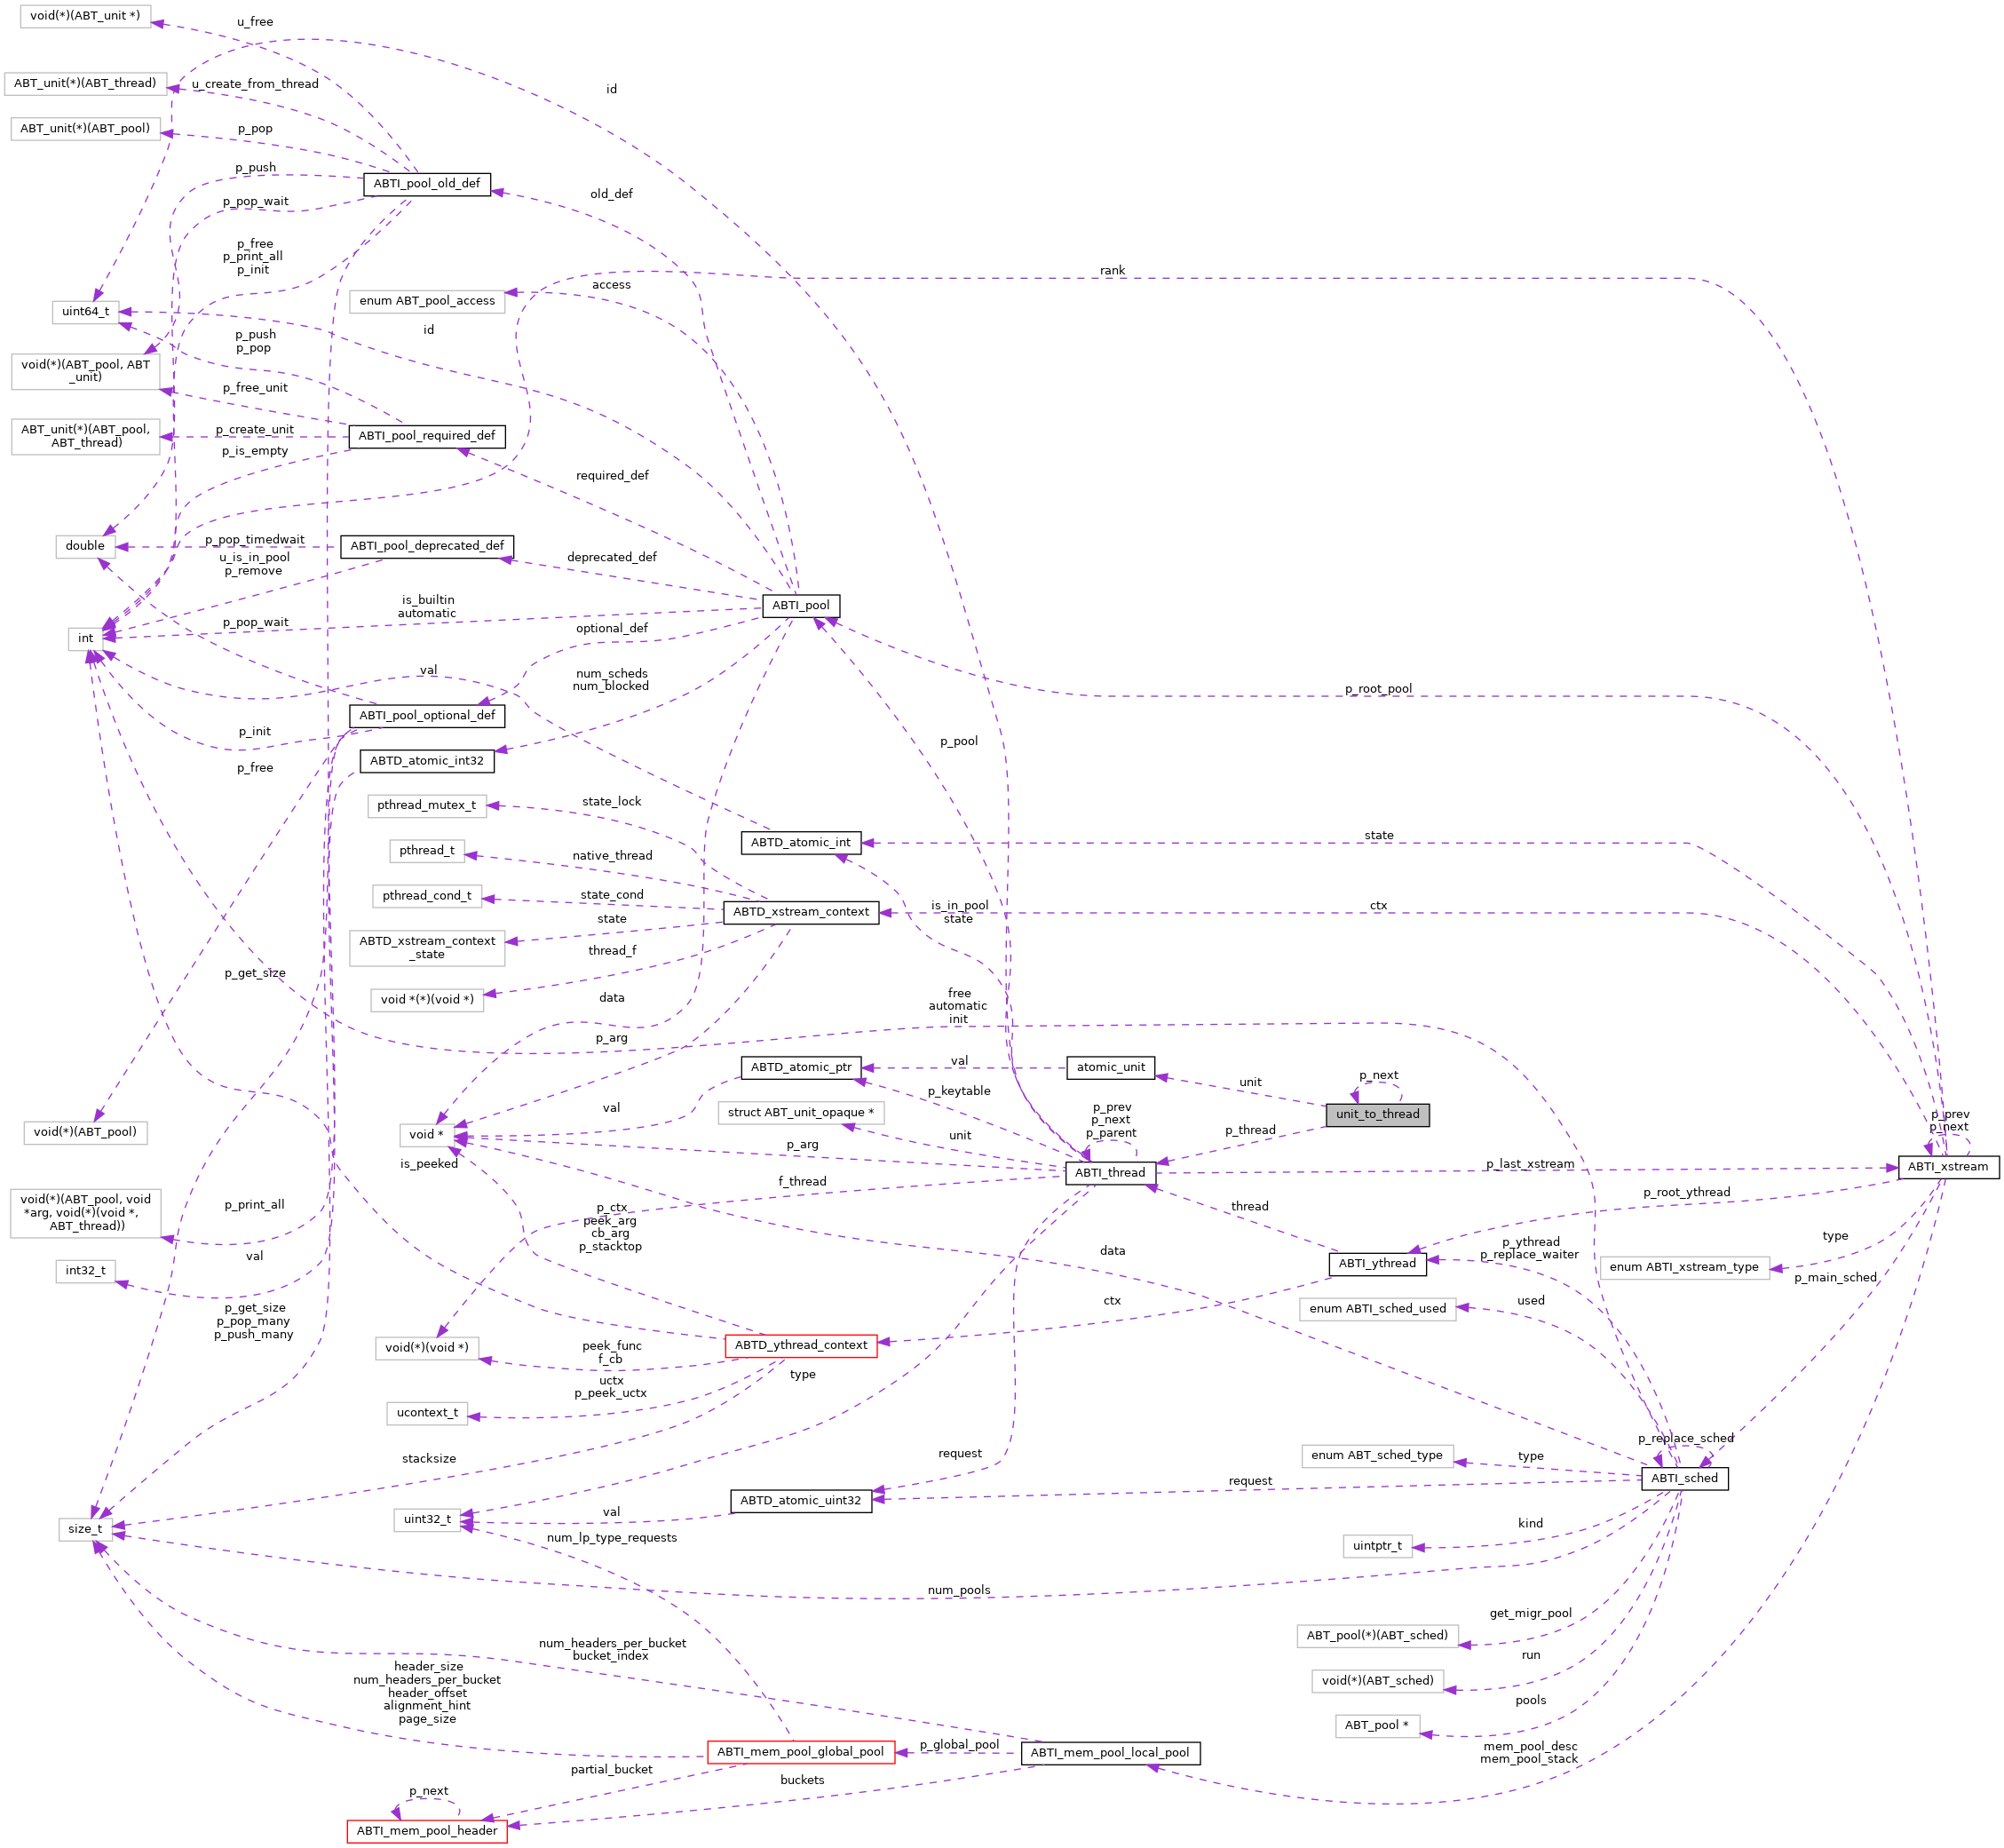 void(*)(ABT_unit *)
u_free
id
ABT_unit(*)(ABT_thread)
u_create_from_thread
ABT_unit(*)(ABT_pool)
p_pop
p_push
ABTI_pool_old_def
old_def
p_pop_wait
p_free
p_print_all
p_init
rank
access
enum ABT_pool_access
uint64_t
id
p_push
p_pop
void(*)(ABT_pool, ABT
_unit)
p_free_unit
ABT_unit(*)(ABT_pool,
ABT_thread)
p_create_unit
ABTI_pool_required_def
p_is_empty
required_def
double
p_pop_timedwait
ABTI_pool_deprecated_def
deprecated_def
u_is_in_pool
p_remove
is_builtin
automatic
ABTI_pool
int
p_pop_wait
optional_def
val
num_scheds
num_blocked
p_root_pool
ABTI_pool_optional_def
p_init
p_pool
p_free
ABTD_atomic_int32
pthread_mutex_t
state_lock
ABTD_atomic_int
state
pthread_t
native_thread
pthread_cond_t
state_cond
ABTD_xstream_context
is_in_pool
state
ctx
state
ABTD_xstream_context
_state
thread_f
p_get_size
void *(*)(void *)
data
free
automatic
init
p_arg
ABTD_atomic_ptr
val
atomic_unit
unit
p_next
p_keytable
val
struct ABT_unit_opaque *
p_prev
p_next
p_parent
unit_to_thread
p_prev
p_next
void(*)(ABT_pool)
void *
p_thread
unit
p_arg
is_peeked
ABTI_thread
p_last_xstream
ABTI_xstream
f_thread
p_root_ythread
void(*)(ABT_pool, void
*arg, void(*)(void *,
ABT_thread))
p_print_all
p_ctx
peek_arg
cb_arg
p_stacktop
thread
type
p_ythread
p_replace_waiter
data
val
int32_t
ABTI_ythread
enum ABTI_xstream_type
p_main_sched
ctx
enum ABTI_sched_used
used
p_get_size
p_pop_many
p_push_many
void(*)(void *)
ABTD_ythread_context
peek_func
f_cb
type
uctx
p_peek_uctx
ucontext_t
p_replace_sched
stacksize
request
enum ABT_sched_type
type
ABTI_sched
request
ABTD_atomic_uint32
size_t
uint32_t
val
kind
num_lp_type_requests
uintptr_t
num_pools
get_migr_pool
ABT_pool(*)(ABT_sched)
num_headers_per_bucket
bucket_index
run
header_size
num_headers_per_bucket
header_offset
alignment_hint
page_size
void(*)(ABT_sched)
pools
ABT_pool *
ABTI_mem_pool_global_pool
p_global_pool
ABTI_mem_pool_local_pool
mem_pool_desc
mem_pool_stack
partial_bucket
buckets
p_next
ABTI_mem_pool_header